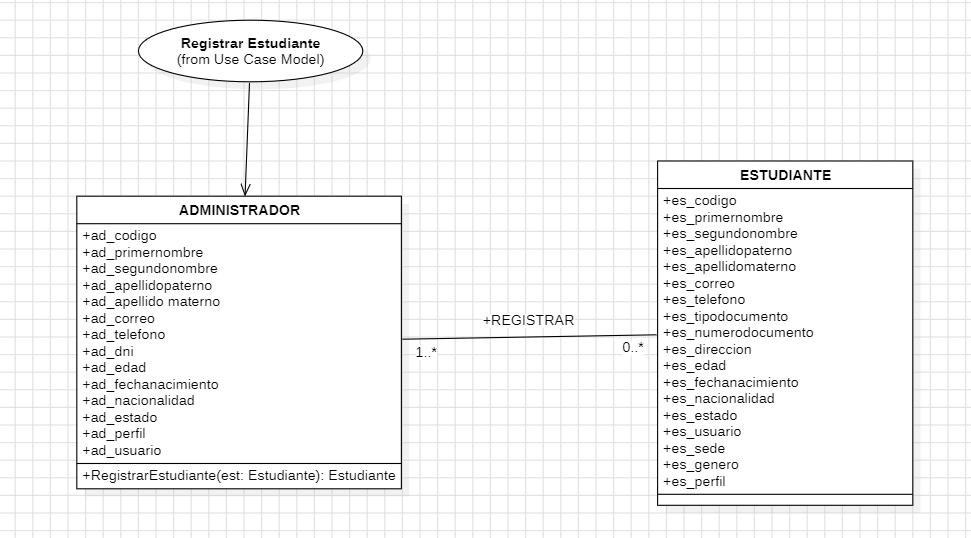 Registrar Estudiante
(from Use Case Model)
ADMINISTRADOR
+ad_codigo
+ad_primernombre
+ad_segundonombre
+ad_apellidopaterno
+ad_apellido materno
+ad_correo
+ad_telefono
+ad_dni
+ad_edad
+ad_fechanacimiento
+ad_nacionalidad
+ad_estado
+ad_perfil
+ad_usuario
+RegistrarEstudiante(est: Estudiante): Estudiante
+REGISTRAR
1..*
0..*
ESTUDIANTE
+es_codigo
+es_primernombre
+es_segundonombre
+es_apellidopaterno
+es_apellidomaterno
+es_correo
+es_telefono
+es_tipodocumento
+es_numerodocumento
+es_direccion
+es_edad
+es_fechanacimiento
+es_nacionalidad
+es_estado
+es_usuario
+es_sede
+es_genero
+es_perfil